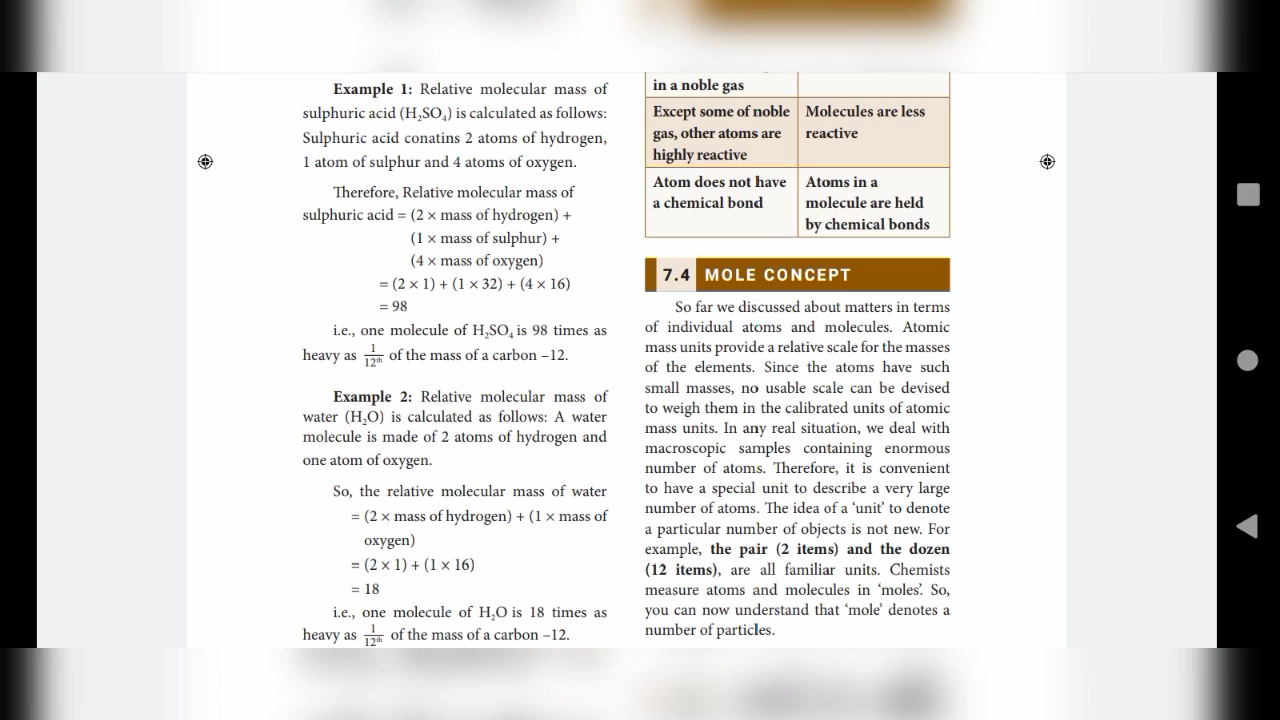 Example 1: Relative molecular mass of
sulphuric acid (H₂SO₄) is calculated as follows:
Sulphuric acid conatins 2 atoms of hydrogen,
1 atom of sulphur and 4 atoms of oxygen.
Therefore, Relative molecular mass of
sulphuric acid = (2 × mass of hydrogen) +
(1 × mass of sulphur) +
(4 × mass of oxygen)
= (2 × 1) + (1 × 32) + (4 × 16)
= 98
i.e., one molecule of H₂SO₄ is 98 times as
heavy as 1/12ᵗʰ of the mass of a carbon –12.
Example 2: Relative molecular mass of
water (H₂O) is calculated as follows: A water
molecule is made of 2 atoms of hydrogen and
one atom of oxygen.
So, the relative molecular mass of water
= (2 × mass of hydrogen) + (1 × mass of
oxygen)
= (2 × 1) + (1 × 16)
= 18
i.e., one molecule of H₂O is 18 times as
heavy as 1/12ᵗʰ of the mass of a carbon –12.
in a noble gas
Except some of noble
gas, other atoms are
highly reactive
Molecules are less
reactive
Atom does not have
a chemical bond
Atoms in a
molecule are held
by chemical bonds
7.4 MOLE CONCEPT
So far we discussed about matters in terms
of individual atoms and molecules. Atomic
mass units provide a relative scale for the masses
of the elements. Since the atoms have such
small masses, no usable scale can be devised
to weigh them in the calibrated units of atomic
mass units. In any real situation, we deal with
macroscopic samples containing enormous
number of atoms. Therefore, it is convenient
to have a special unit to describe a very large
number of atoms. The idea of a ‘unit’ to denote
a particular number of objects is not new. For
example, the pair (2 items) and the dozen
(12 items), are all familiar units. Chemists
measure atoms and molecules in ‘moles’. So,
you can now understand that ‘mole’ denotes a
number of particles.